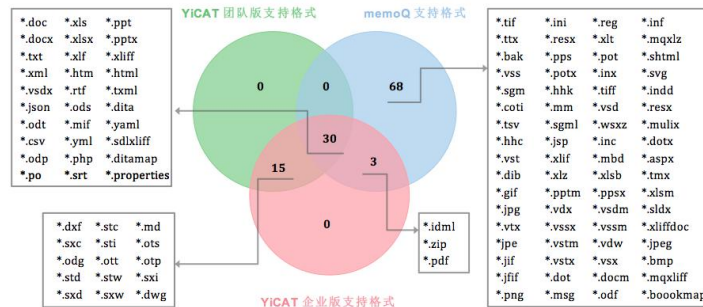 YiCAT 团队版支持格式
memoQ 支持格式
*.doc *.xls *.ppt
*.docx *.xlsx *.pptx
*.txt *.xlf *.xliff
*.xml *.htm *.html
*.vsdx *.rtf *.txml
*.json *.ods *.dita
*.odt *.mif *.yaml
*.csv *.yml *.sdlxliff
*.odp *.php *.ditamap
*.po *.srt *.properties
0
0
68
30
15
3
0
*.tif *.ini *.reg *.inf
*.ttx *.resx *.xlt *.mqxlz
*.bak *.pps *.pot *.shtml
*.vss *.potx *.inx *.svg
*.sgm *.hhk *.tiff *.indd
*.coti *.mm *.vsd *.resx
*.tsv *.sgml *.wsxz *.mulix
*.hhc *.jsp *.inc *.dotx
*.vst *.xlif *.mbd *.aspx
*.dib *.xlz *.xlsb *.tmx
*.gif *.pptm *.ppsx *.xlsm
*.jpg *.vdx *.vsdm *.sldx
*.vtx *.vssx *.vssm *.xliffdoc
*jpe *.vstm *.vdw *.jpeg
*.jif *.vstx *.vsx *.bmp
*.jfif *.dot *.docm *.mqxliff
*.png *.msg *.odf *.boookmap
*.dxf *.stc *.md
*.sxc *.sti *.ots
*.odg *.ott *.otp
*.std *.stw *.sxi
*.sxd *.sxw *.dwg
*.idml
*.zip
*.pdf
YiCAT 企业版支持格式